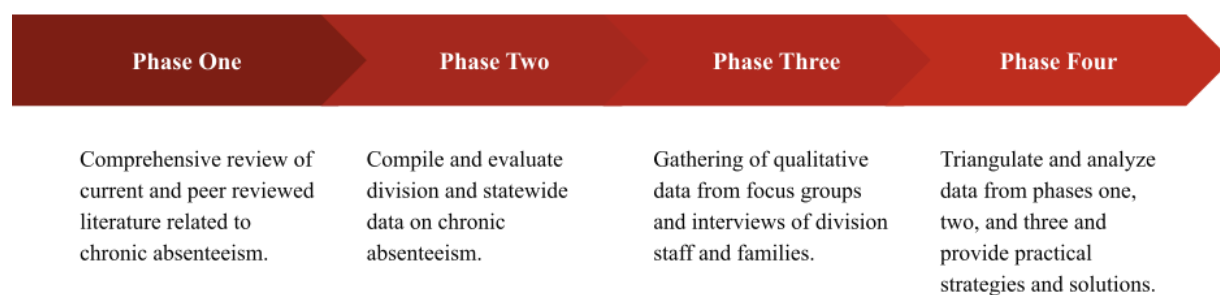 Phase One
Phase Two
Phase Three
Phase Four
Comprehensive review of
current and peer reviewed
literature related to
chronic absenteeism.
Compile and evaluate
division and statewide
data on chronic
absenteeism.
Gathering of qualitative
data from focus groups
and interviews of division
staff and families.
Triangulate and analyze
data from phases one,
two, and three and
provide practical
strategies and solutions.